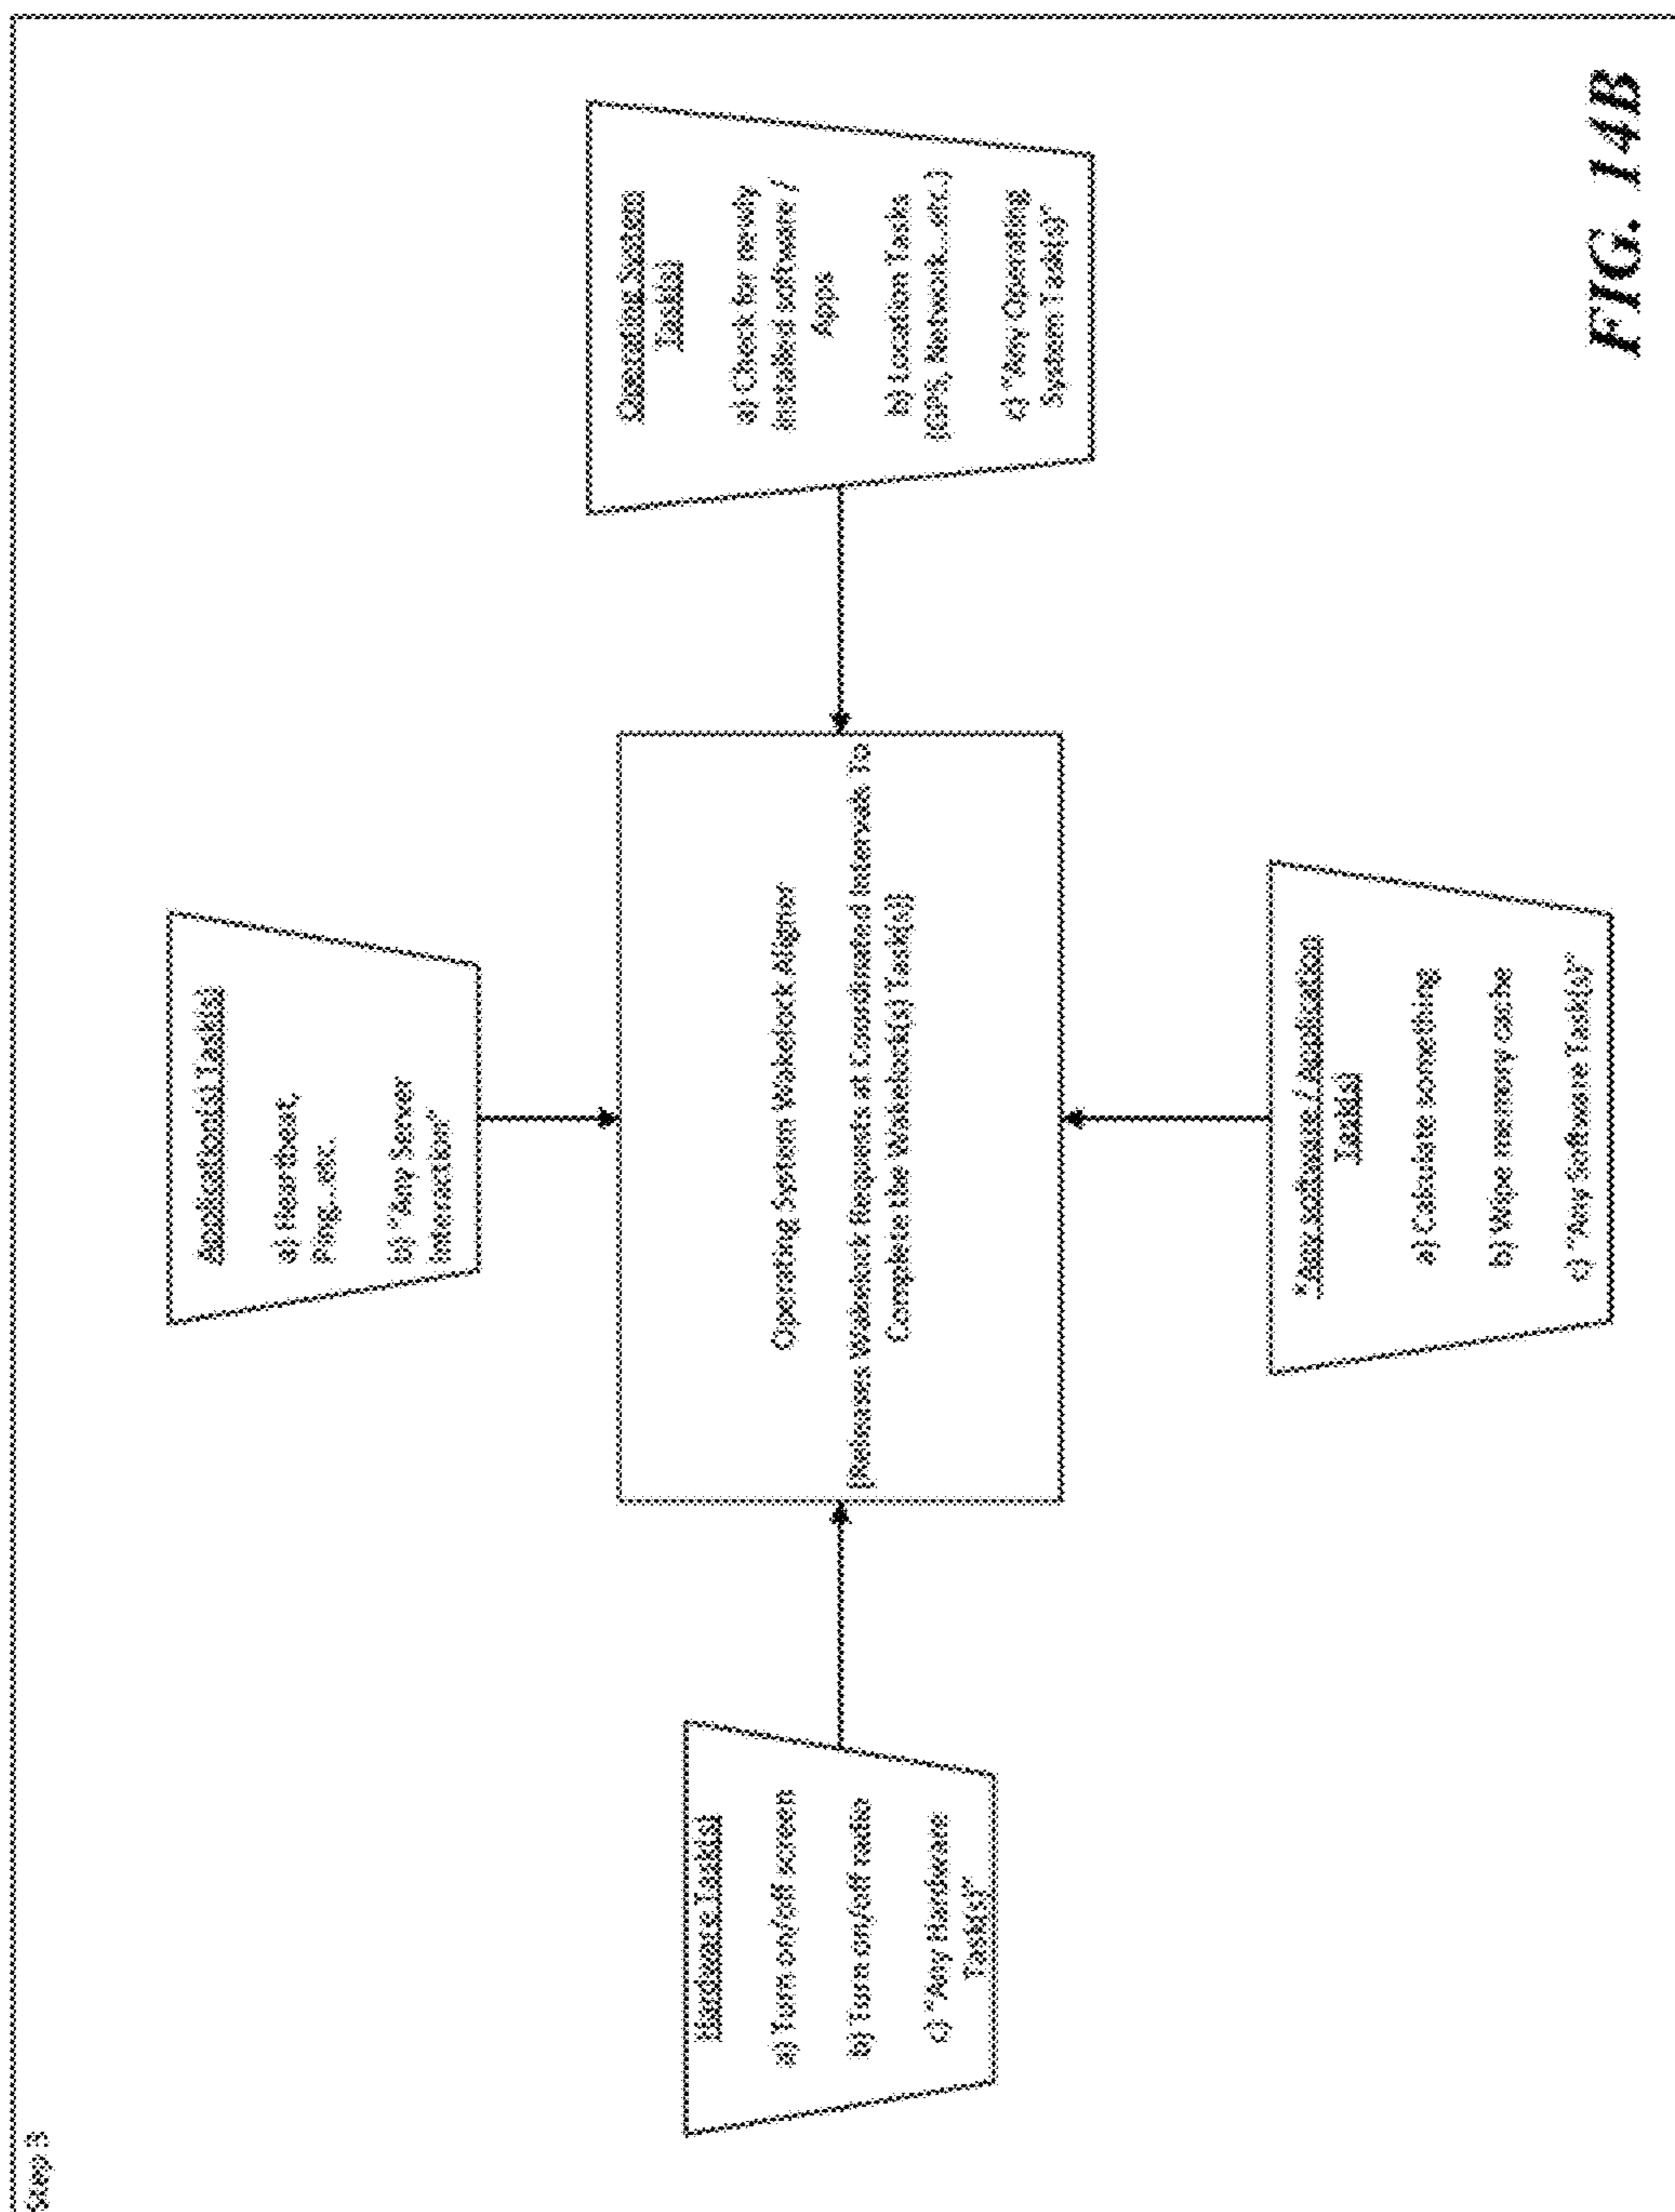 Step 3
Application(s) Task(s)
a) Heartbeat,
Ping...etc.
b) "Any Server
Interaction"
Hardware Task(s)
a) Turn on/off screen
b) Turn on/off radio
c) "Any Hardware
Task(s)"
Operating System Wakelock Aligner
[Releases Wakelock Requests at Coordinated Intervals To
Complete the Wakelock(s) Task(s)]
Operating System
Task(s)
a) Check for newly
installed software /
Apps
b) Location Tasks
(GPS, Network...etc.)
c) "Any Operating
System Task(s)"
"Any software / Application
Task(s)
a) Calculate something
b) Wipe memory cache
c) "Any Software Task(s)"
FIG. 14B